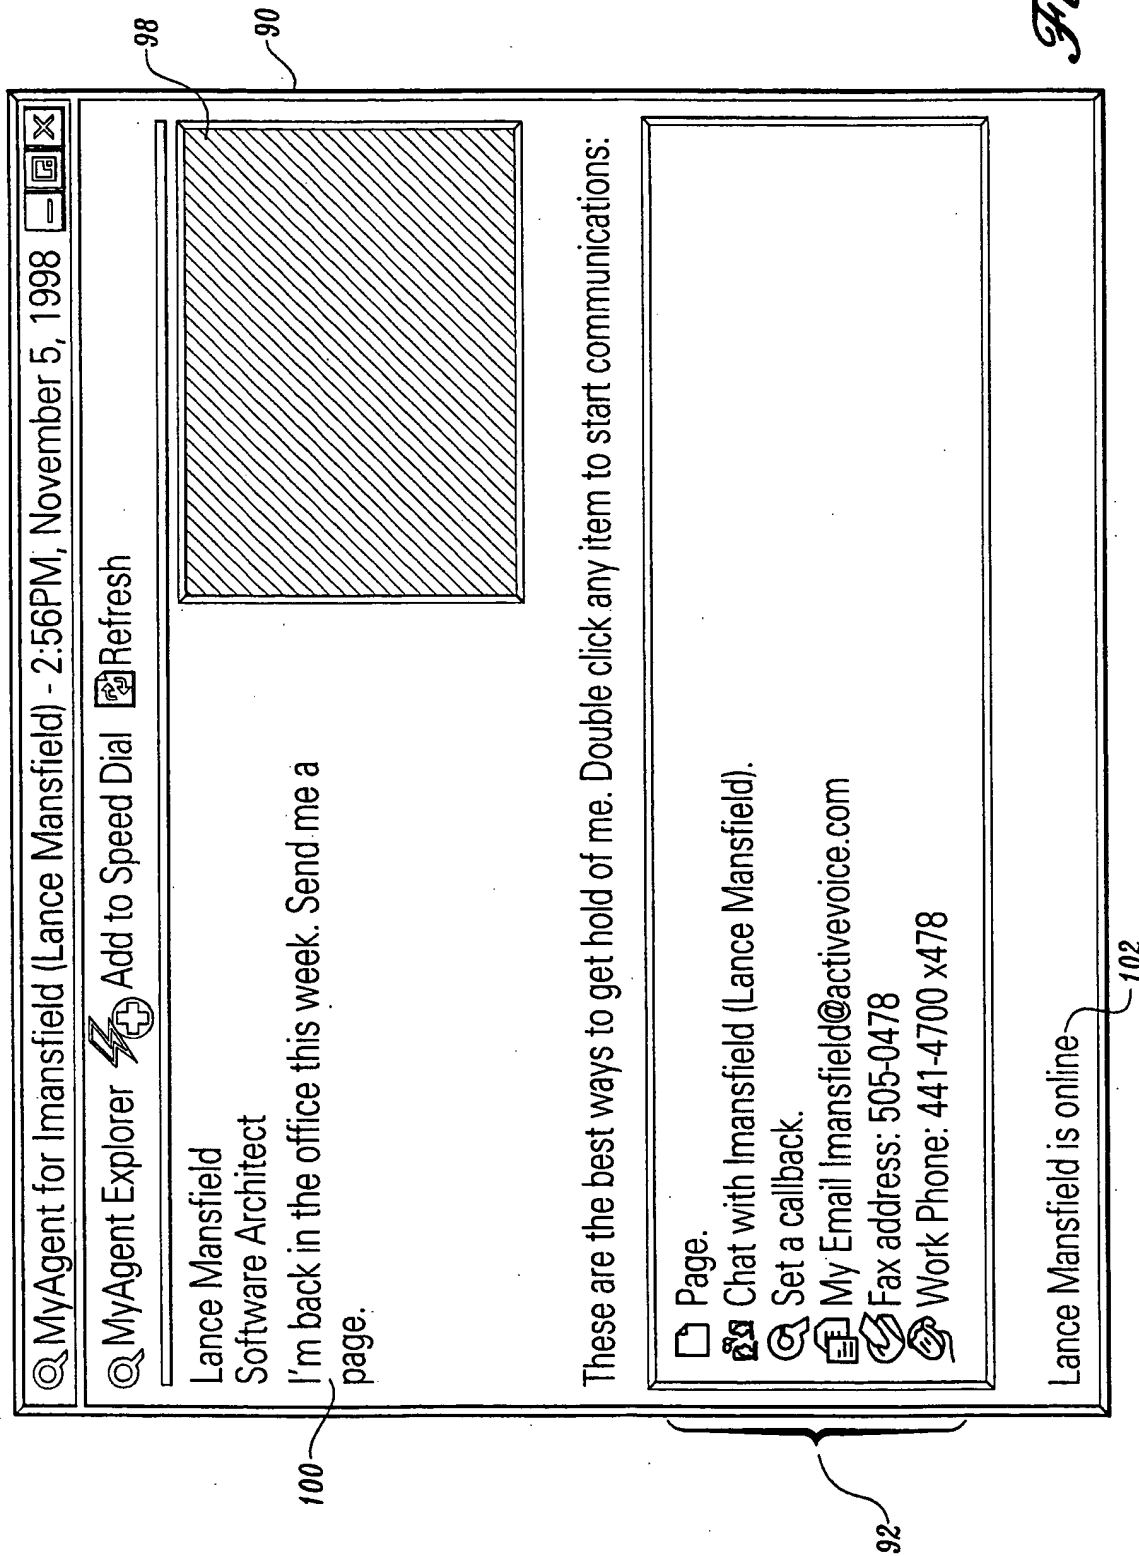 MyAgent for Imansfield (Lance Mansfield) - 2:56PM, November 5, 1998
MyAgent Explorer Add to Speed Dial Refresh
98
90
Lance Mansfield
Software Architect
I'm back in the office this week. Send me a
page.
100
These are the best ways to get hold of me. Double click any item to start communications:
Page.
Chat with Imansfield (Lance Mansfield).
Set a callback.
My Email Imansfield@activevoice.com
Fax address: 505-0478
Work Phone: 441-4700 x478
92
Lance Mansfield is online
102